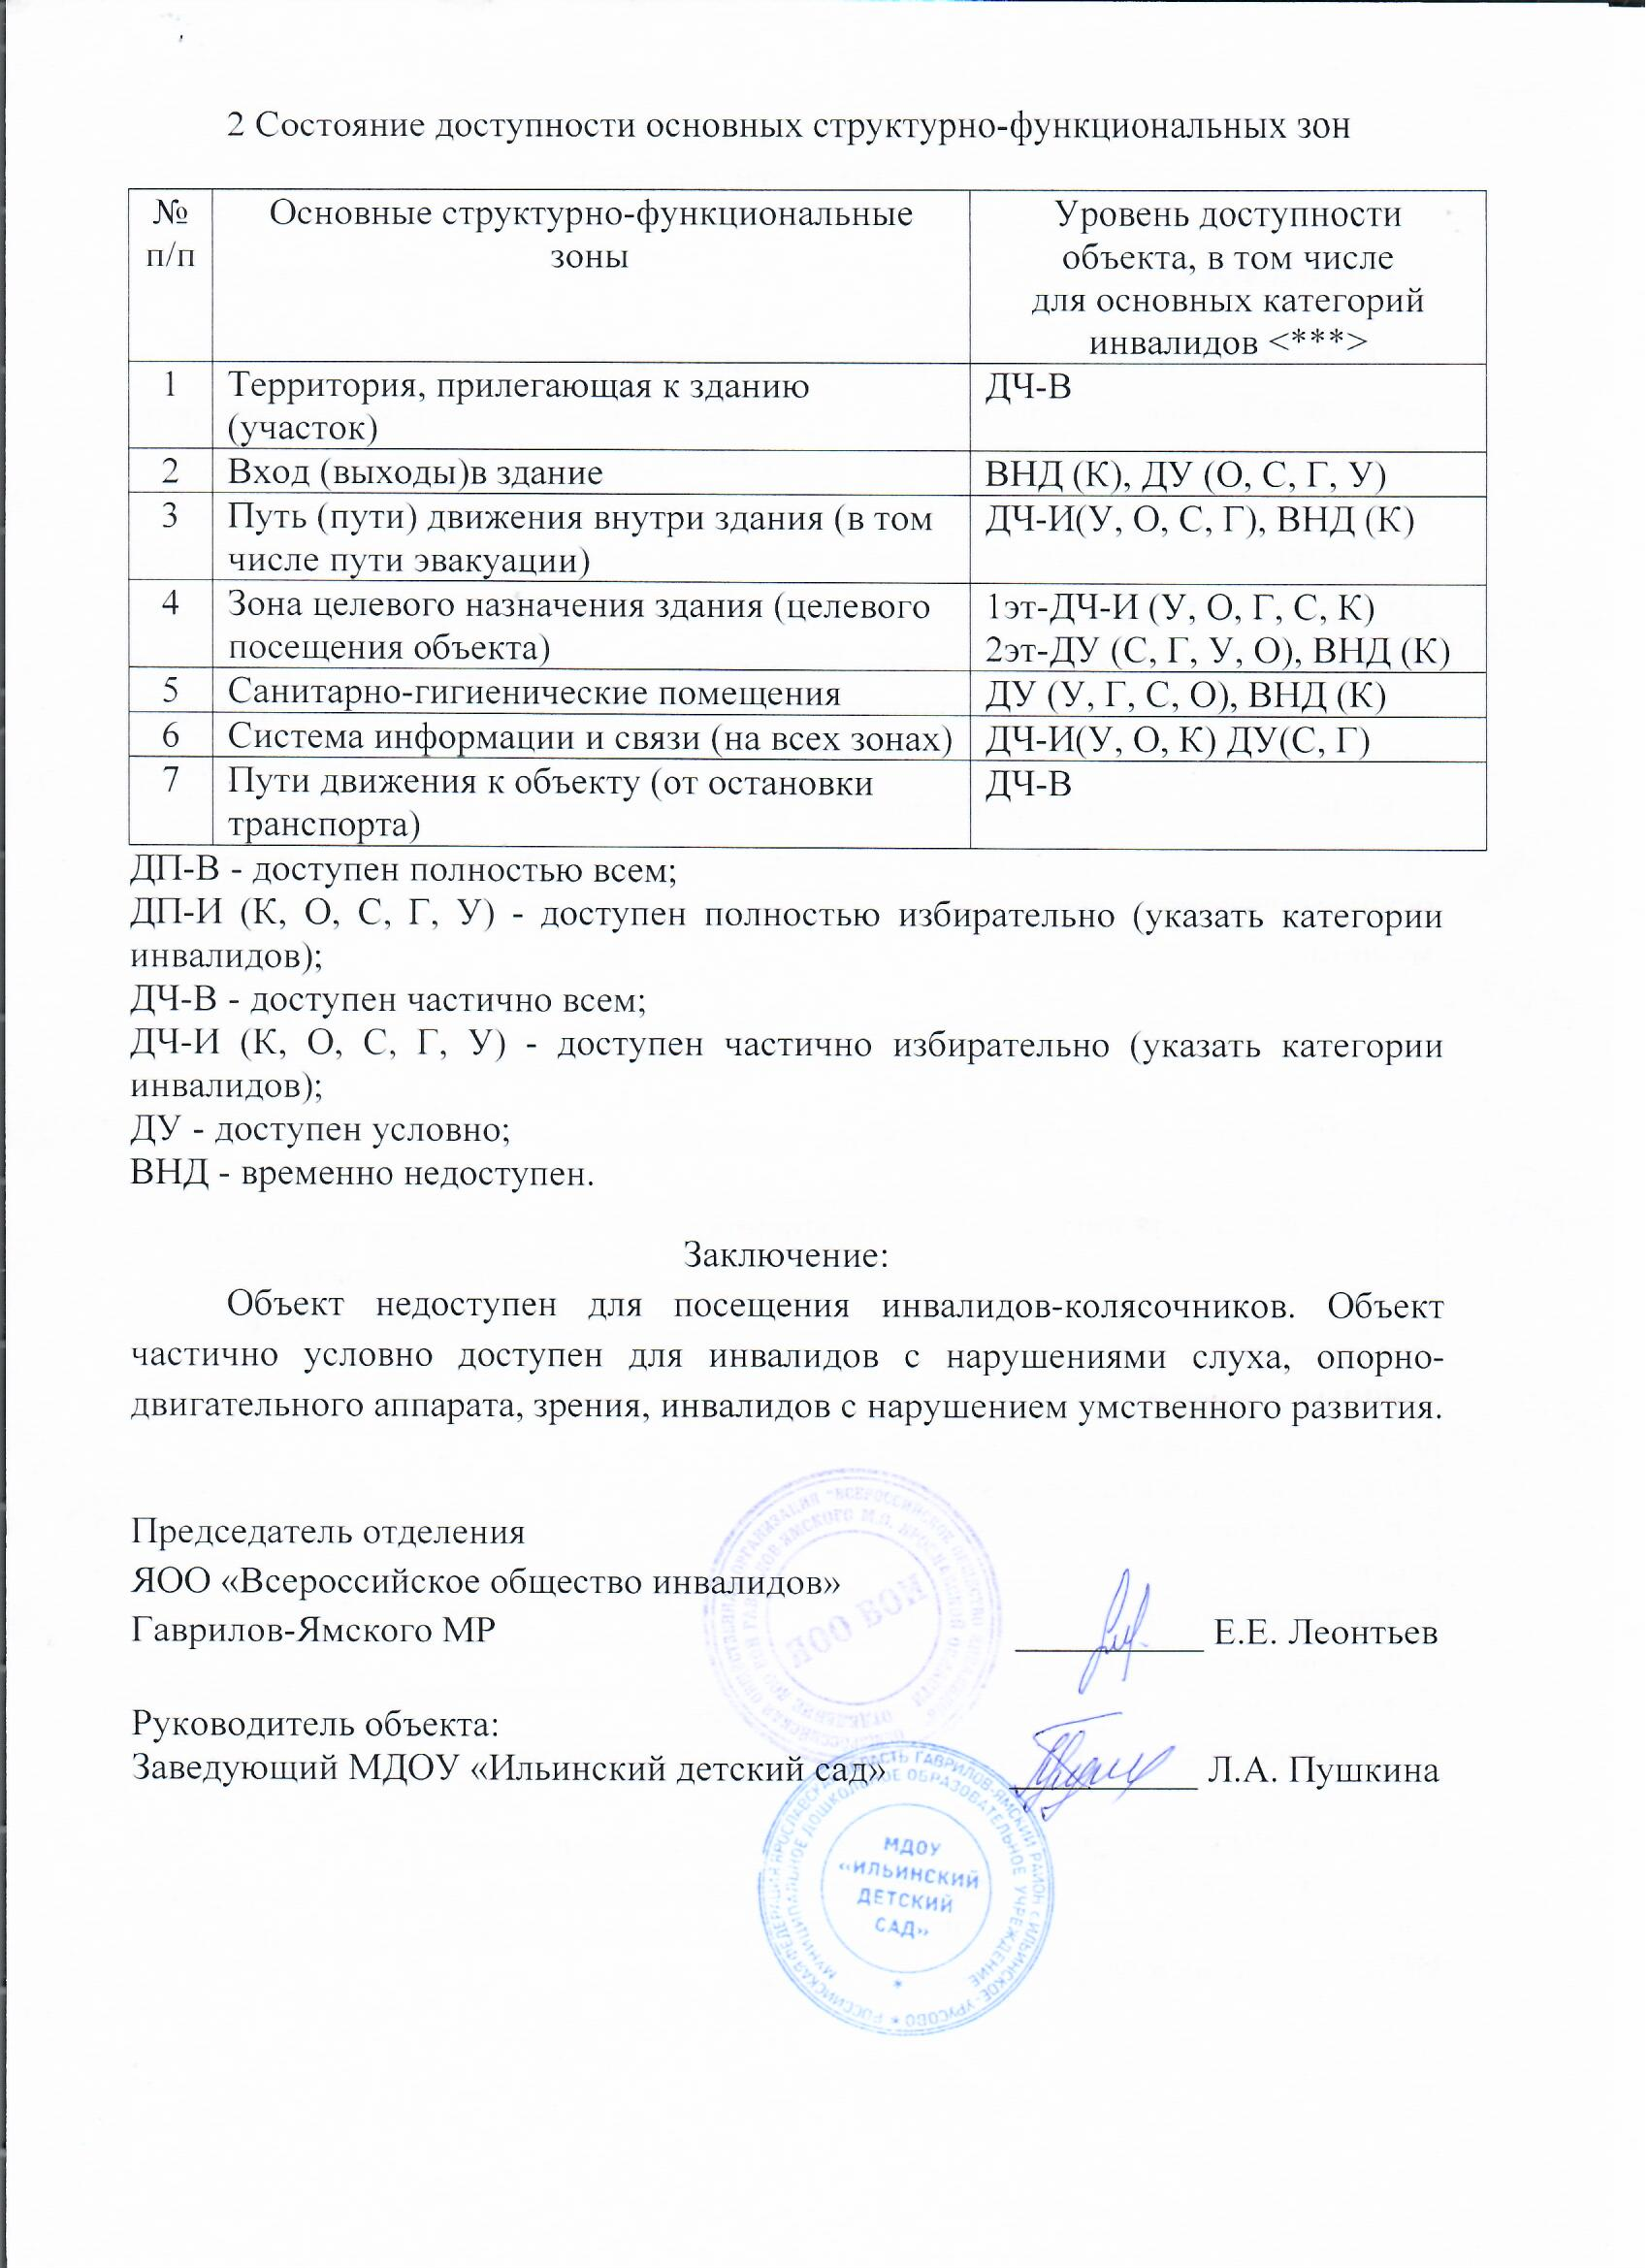 2 Состояние доступности основных структурно-функциональных зон
№ п/п
Основные структурно-функциональные
зоны
Уровень доступности
объекта, в том числе
для основных категорий
инвалидов <***>
1
Территория, прилегающая к зданию
(участок)
ДЧ-В
2
Вход (выходы)в здание
ВНД (К), ДУ (О, С, Г, У)
3
Путь (пути) движения внутри здания (в том
числе пути эвакуации)
ДЧ-И(У, О, С, Г), ВНД (К)
4
Зона целевого назначения здания (целевого
посещения объекта)
1эт-ДЧ-И (У, О, Г, С, К)
2эт-ДУ (С, Г, У, О), ВНД (К)
5
Санитарно-гигиенические помещения
ДУ (У, Г, С, О), ВНД (К)
6
Система информации и связи (на всех зонах)
ДЧ-И(У, О, К) ДУ(С, Г)
7
Пути движения к объекту (от остановки
транспорта)
ДЧ-В
ДП-В - доступен полностью всем;
ДП-И (К, О, С, Г, У) - доступен полностью избирательно (указать категории
инвалидов);
ДЧ-В - доступен частично всем;
ДЧ-И (К, О, С, Г, У) - доступен частично избирательно (указать категории
инвалидов);
ДУ - доступен условно;
ВНД - временно недоступен.
Заключение:
Объект недоступен для посещения инвалидов-колясочников. Объект
частично условно доступен для инвалидов с нарушениями слуха, опорно-
двигательного аппарата, зрения, инвалидов с нарушением умственного развития.
Председатель отделения
ЯОО «Всероссийское общество инвалидов»
Гаврилов-Ямского МР
Е.Е. Леонтьев
ЯОО ВОИ
Руководитель объекта:
Заведующий МДОУ «Ильинский детский сад»
Л.А. Пушкина
МУНИЦИПАЛЬНОЕ ДОШКОЛЬНОЕ ОБРАЗОВАТЕЛЬНОЕ УЧРЕЖДЕНИЕ
МДОУ
«ИЛЬИНСКИЙ
ДЕТСКИЙ
САД»